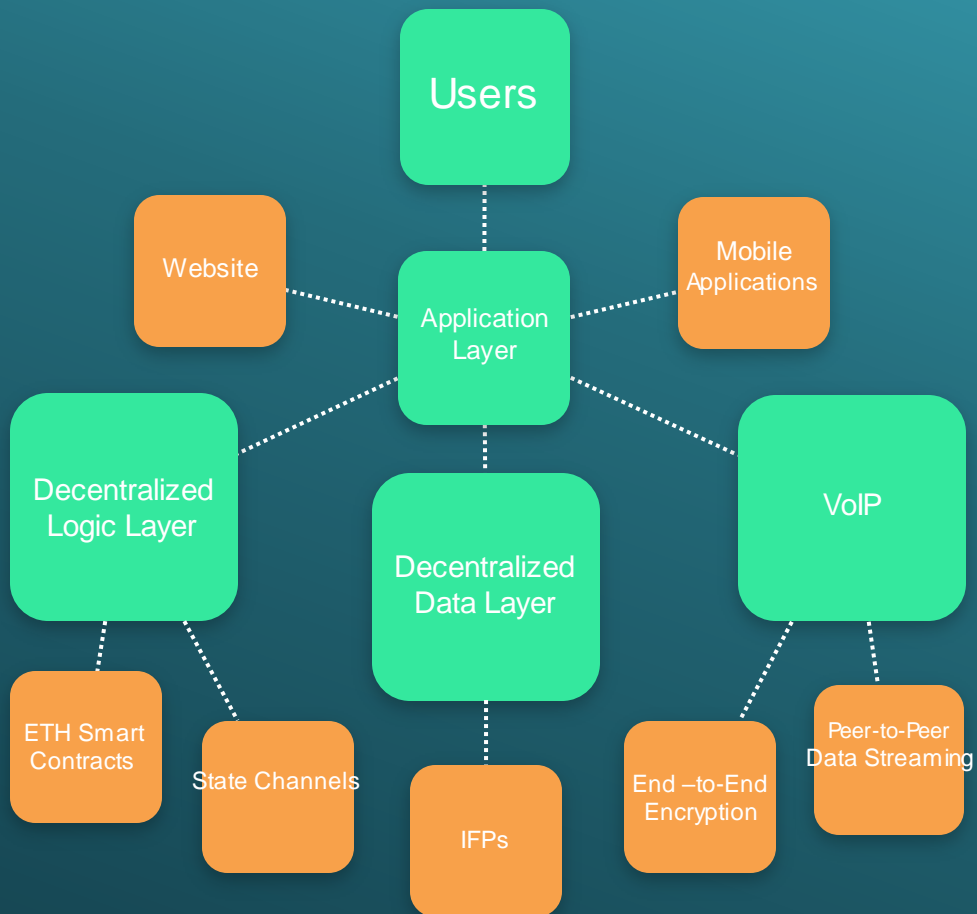 Users
Website
Mobile
Applications
Application
Layer
Decentralized
Logic Layer
Decentralized
Data Layer
VoIP
ETH Smart
Contracts
State Channels
IFPs
End –to-End
Encryption
Peer-to-Peer
Data Streaming